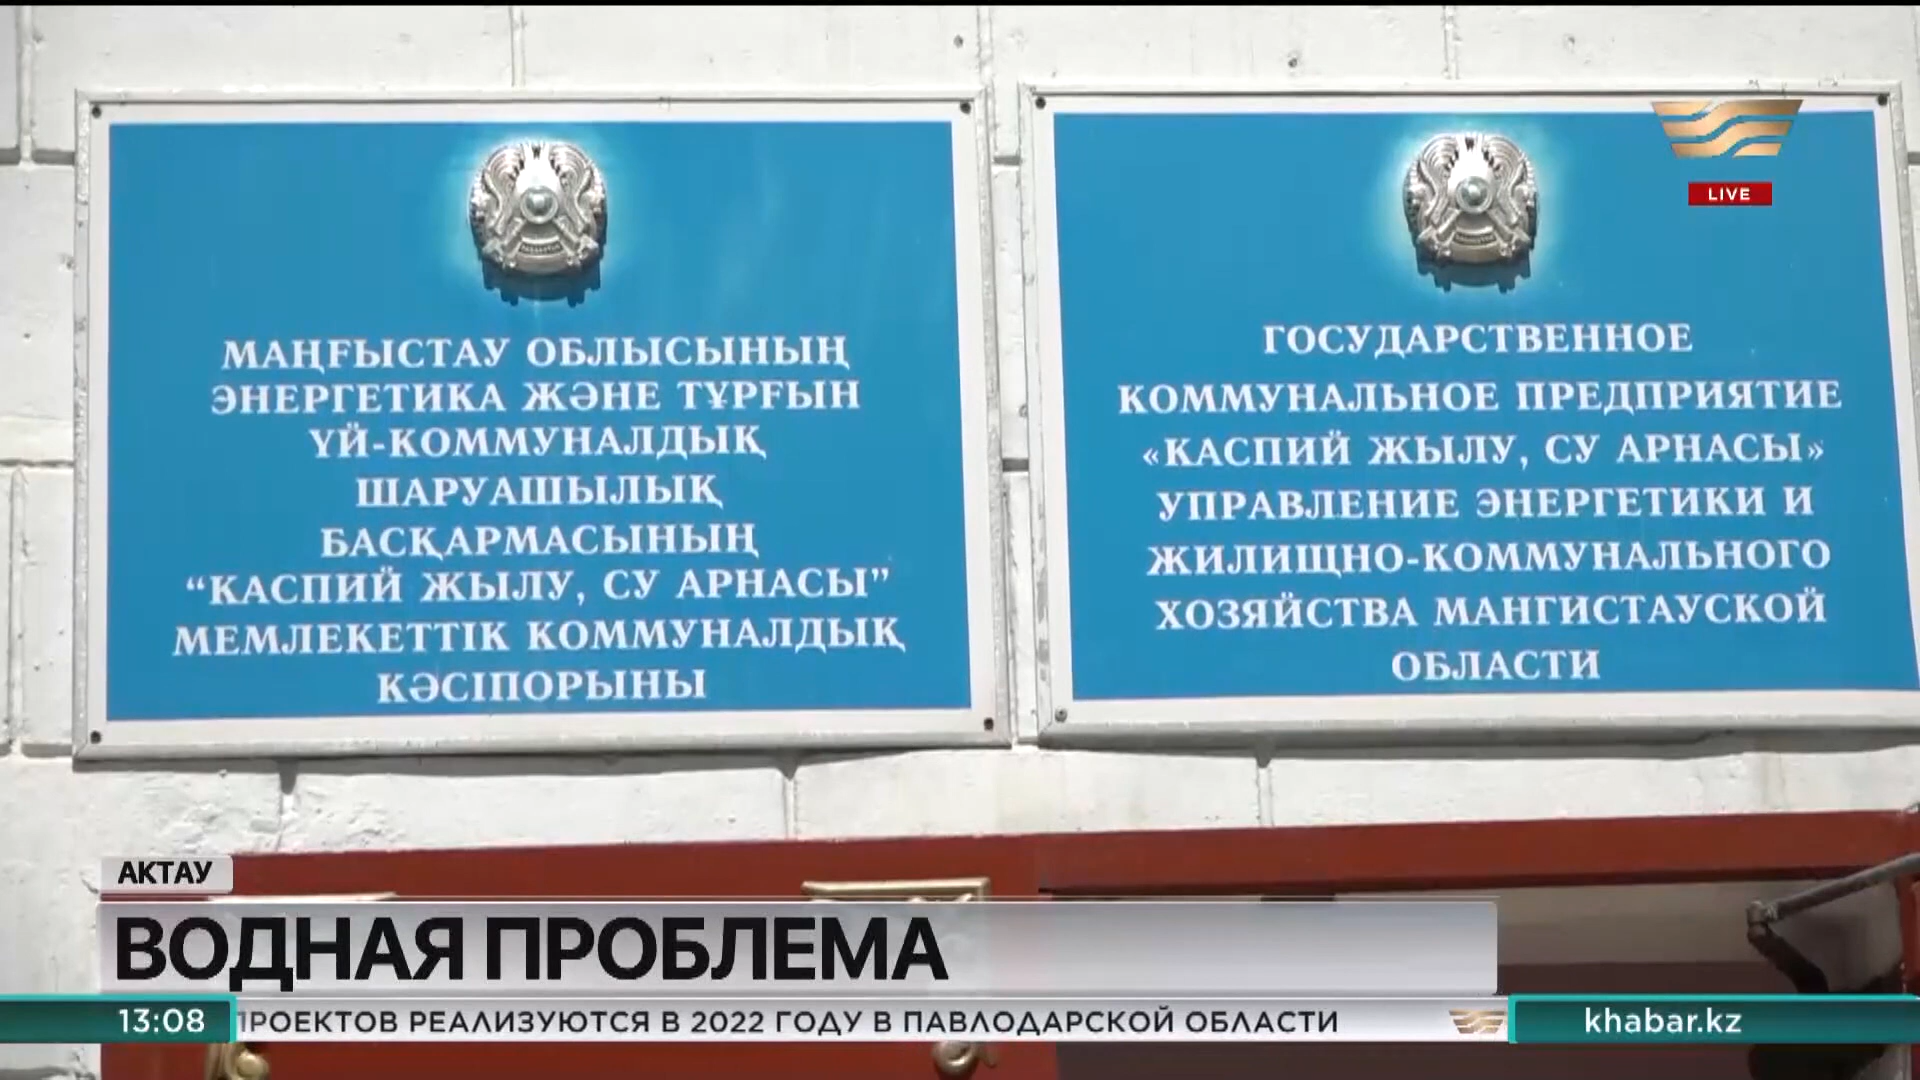 LIVE
МАҢҒЫСТАУ ОБЛЫСЫНЫҢ
ЭНЕРГЕТИКА ЖӘНЕ ТҰРҒЫН
ҮЙ-КОММУНАЛДЫҚ
ШАРУАШЫЛЫҚ
БАСҚАРМАСЫНЫҢ
“КАСПИЙ ЖЫЛУ, СУ АРНАСЫ”
МЕМЛЕКЕТТІК КОММУНАЛДЫҚ
КӘСІПОРЫНЫ
ГОСУДАРСТВЕННОЕ
КОММУНАЛЬНОЕ ПРЕДПРИЯТИЕ
«КАСПИЙ ЖЫЛУ, СУ АРНАСЫ»
УПРАВЛЕНИЕ ЭНЕРГЕТИКИ И
ЖИЛИЩНО-КОММУНАЛЬНОГО
ХОЗЯЙСТВА МАНГИСТАУСКОЙ
ОБЛАСТИ
АКТАУ
ВОДНАЯ ПРОБЛЕМА
13:08 ПРОЕКТОВ РЕАЛИЗУЮТСЯ В 2022 ГОДУ В ПАВЛОДАРСКОЙ ОБЛАСТИ khabar.kz